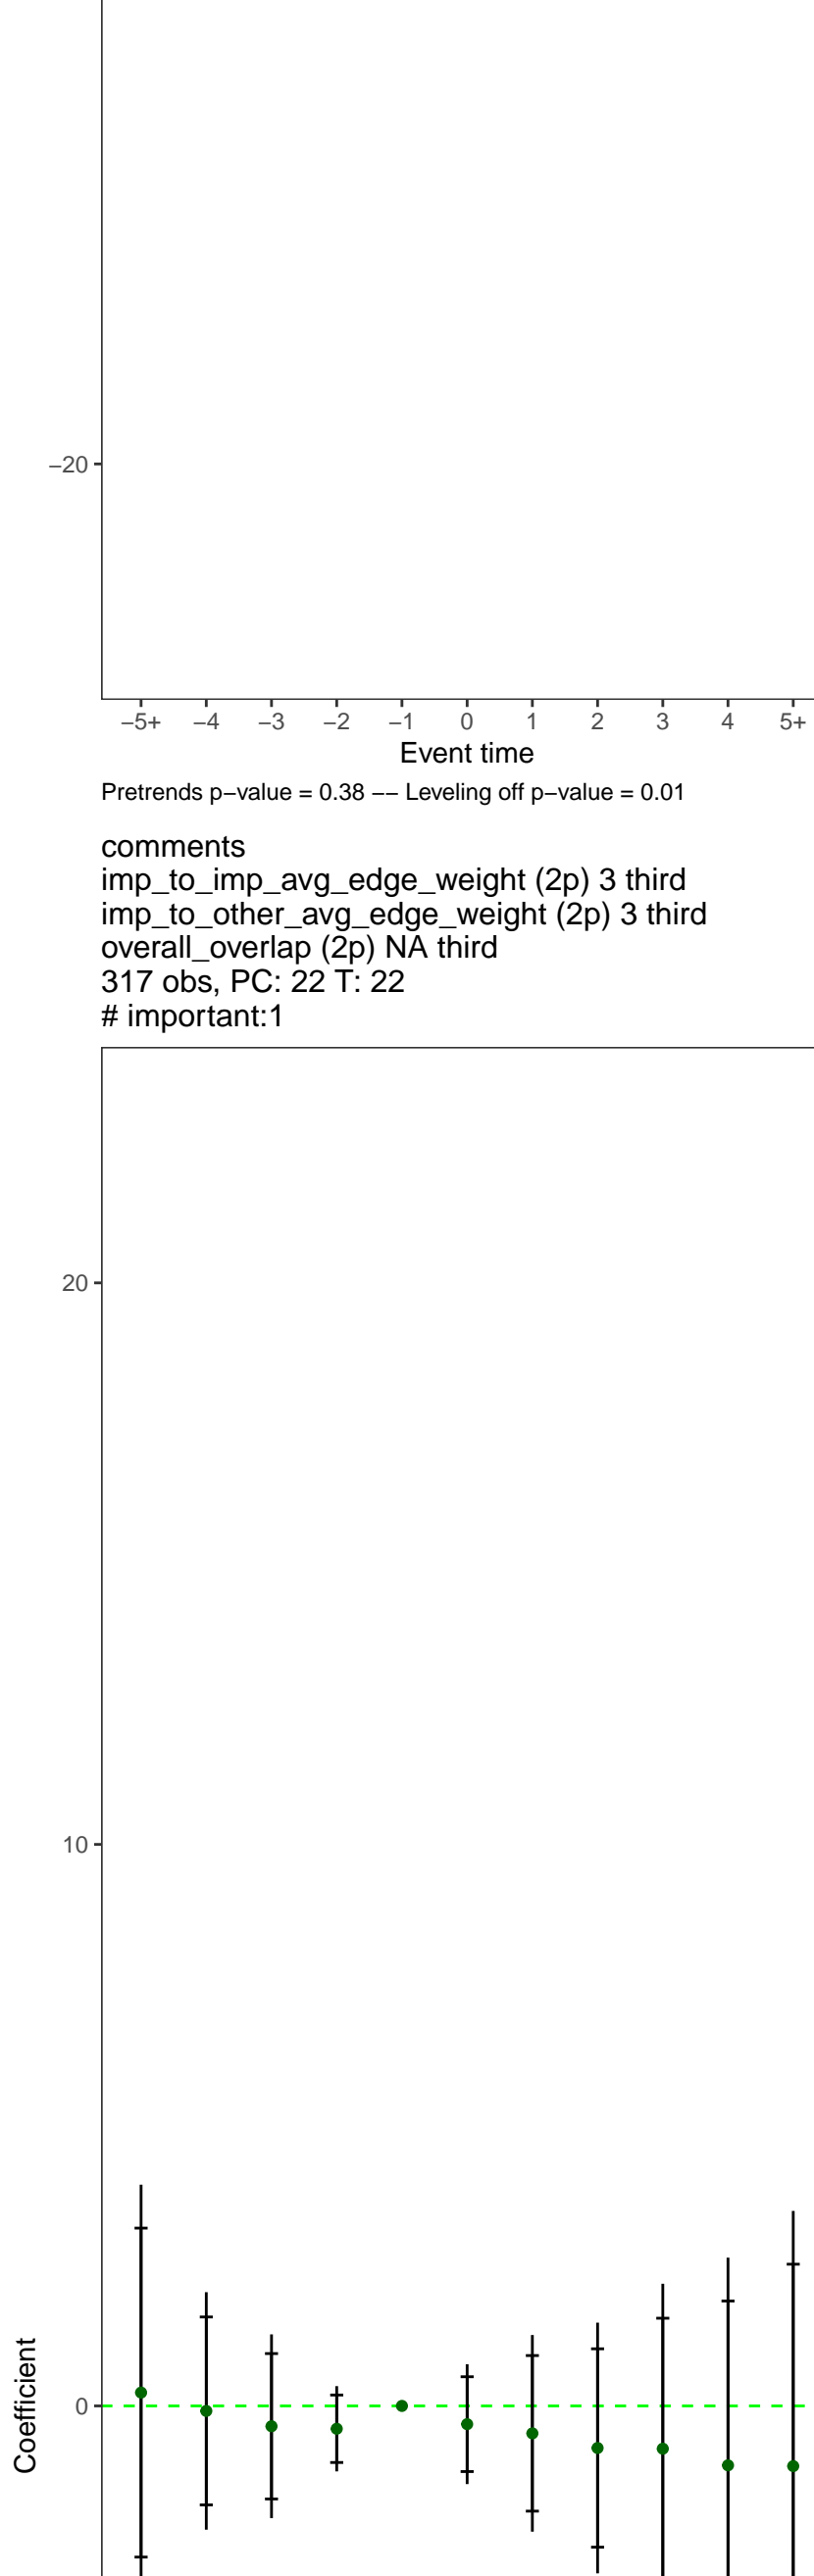 −20
−5+ −4 −3 −2 −1 0 1 2 3 4 5+
Event time
Pretrends p−value = 0.38 −− Leveling off p−value = 0.01
comments
imp_to_imp_avg_edge_weight (2p) 3 third
imp_to_other_avg_edge_weight (2p) 3 third
overall_overlap (2p) NA third
317 obs, PC: 22 T: 22
# important:1
20
10
0
Coefficient